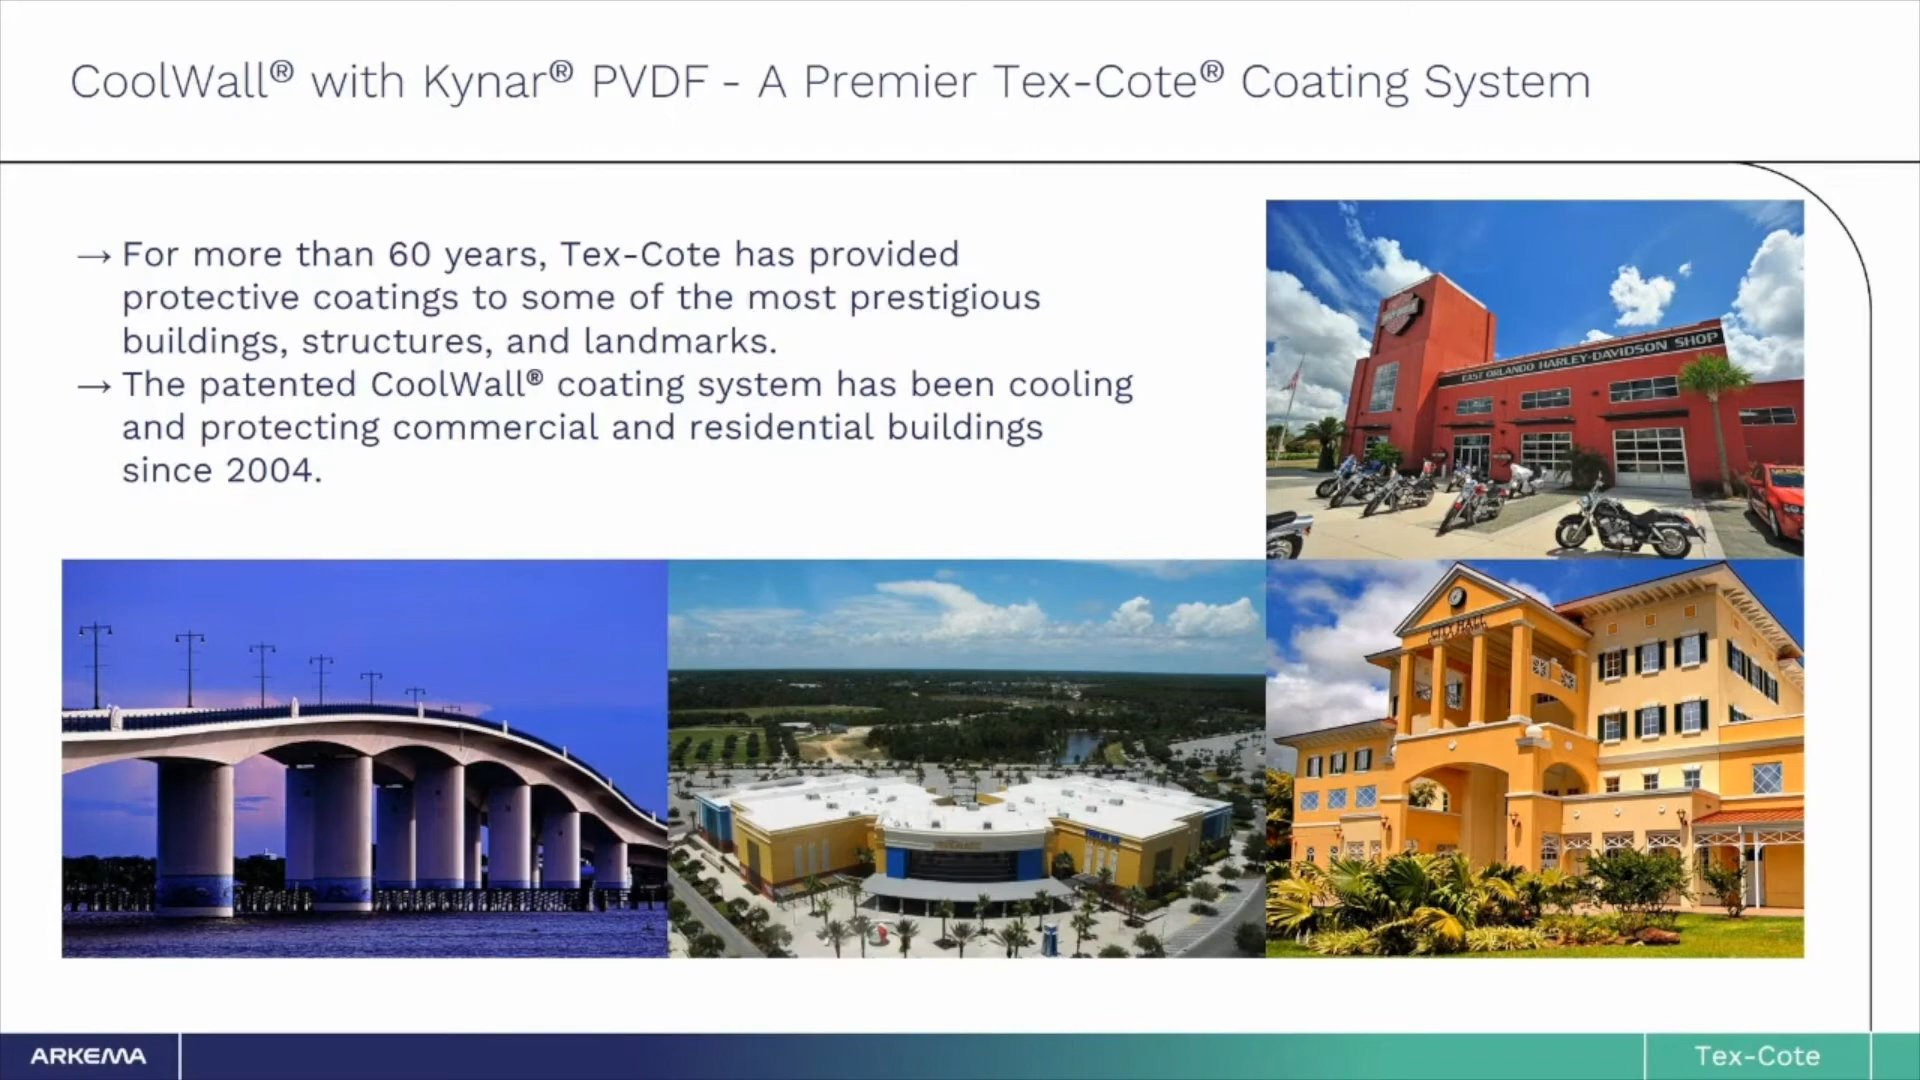 CoolWall® with Kynar® PVDF - A Premier Tex-Cote® Coating System
→ For more than 60 years, Tex-Cote has provided
protective coatings to some of the most prestigious
buildings, structures, and landmarks.
→ The patented CoolWall® coating system has been cooling
and protecting commercial and residential buildings
since 2004.
EAST ORLANDO HARLEY-DAVIDSON SHOP
CITY HALL
ARKEMA
Tex-Cote